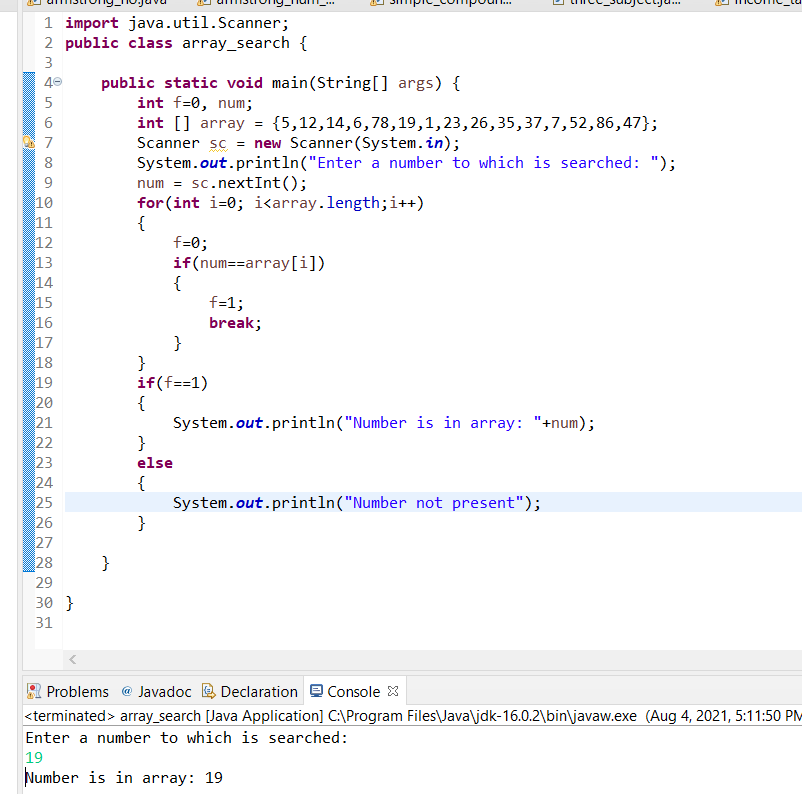 armstrong_no.java armstrong_num_... simple_compoun... three_subject.ja... income_ta
1 import java.util.Scanner;
2 public class array_search {
3
4 public static void main(String[] args) {
5 int f=0, num;
6 int [] array = {5,12,14,6,78,19,1,23,26,35,37,7,52,86,47};
7 Scanner sc = new Scanner(System.in);
8 System.out.println("Enter a number to which is searched: ");
9 num = sc.nextInt();
10 for(int i=0; i<array.length;i++)
11 {
12 f=0;
13 if(num==array[i])
14 {
15 f=1;
16 break;
17 }
18 }
19 if(f==1)
20 {
21 System.out.println("Number is in array: "+num);
22 }
23 else
24 {
25 System.out.println("Number not present");
26 }
27
28 }
29
30 }
31
Problems @ Javadoc Declaration Console
<terminated> array_search [Java Application] C:\Program Files\Java\jdk-16.0.2\bin\javaw.exe (Aug 4, 2021, 5:11:50 PM
Enter a number to which is searched:
19
Number is in array: 19